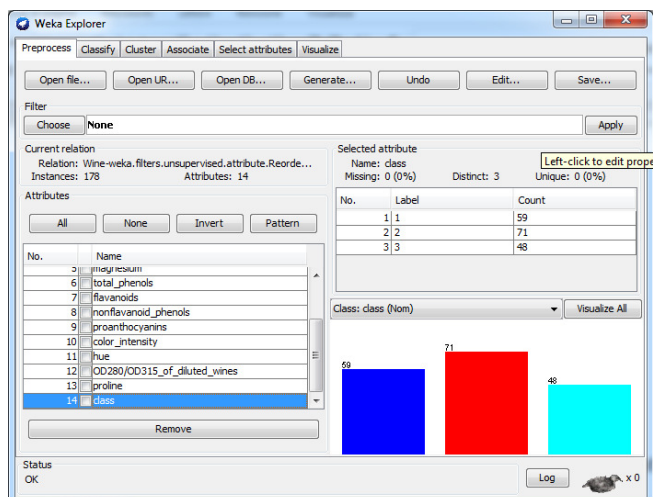 Weka Explorer
Preprocess Classify Cluster Associate Select attributes Visualize
Open file... Open UR... Open DB... Generate... Undo Edit... Save...
Filter
Choose None Apply
Current relation
Relation: Wine-weka.filters.unsupervised.attribute.Reorde...
Instances: 178 Attributes: 14
Selected attribute
Name: class
Left-click to edit prope
Missing: 0 (0%) Distinct: 3 Unique: 0 (0%)
No. Label Count
1 1 59
2 2 71
3 3 48
Attributes
All None Invert Pattern
No. Name
5 magnesium
6 total_phenols
7 flavanoids
8 nonflavanoid_phenols
9 proanthocyanins
10 color_intensity
11 hue
12 OD280/OD315_of_diluted_wines
13 proline
14 class
Remove
Class: class (Nom) Visualize All
59
71
48
Status
OK
Log x 0